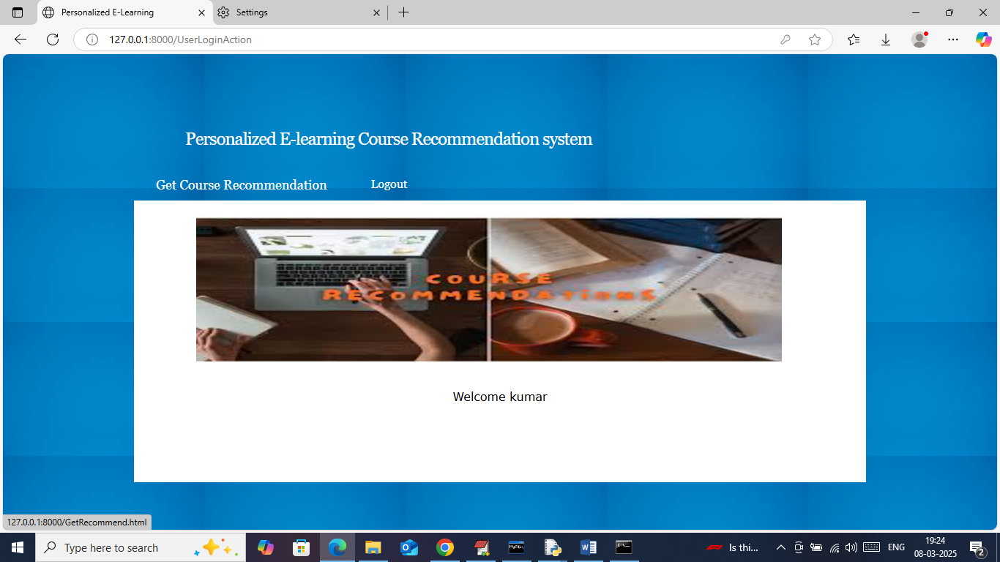 Personalized E-Learning
Settings
127.0.0.1:8000/UserLoginAction
Personalized E-learning Course Recommendation system
Get Course Recommendation
Logout
COURSE
RECOMMENDATIONS
Welcome kumar
127.0.0.1:8000/GetRecommend.html
Type here to search
MySQL
Is thi...
ENG
19:24
08-03-2025
2